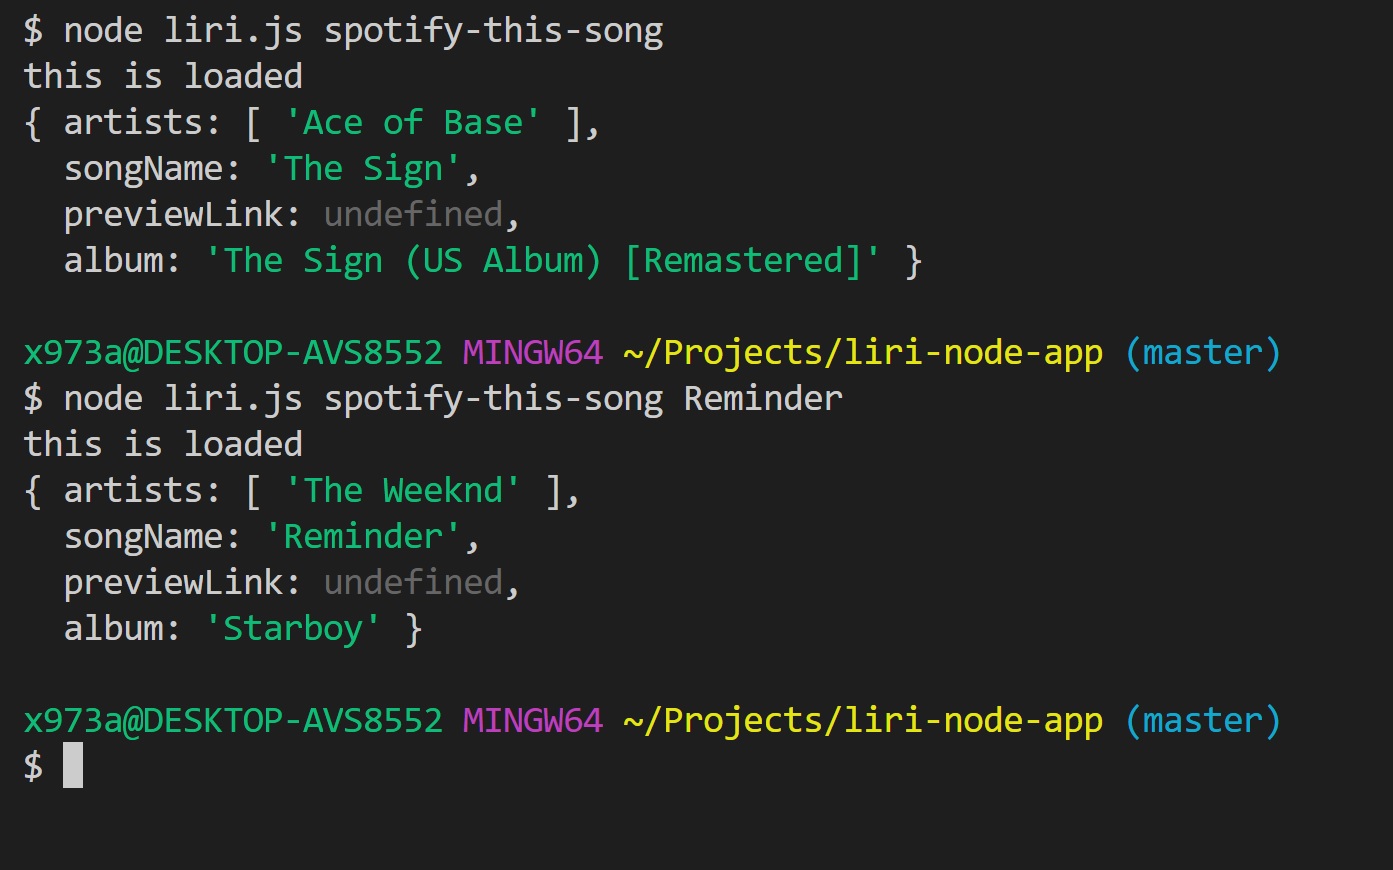 $ node liri.js spotify-this-song
this is loaded
{ artists: [ 'Ace of Base' ],
  songName: 'The Sign',
  previewLink: undefined,
  album: 'The Sign (US Album) [Remastered]' }
x973a@DESKTOP-AVS8552 MINGW64 ~/Projects/liri-node-app (master)
$ node liri.js spotify-this-song Reminder
this is loaded
{ artists: [ 'The Weeknd' ],
  songName: 'Reminder',
  previewLink: undefined,
  album: 'Starboy' }
x973a@DESKTOP-AVS8552 MINGW64 ~/Projects/liri-node-app (master)
$